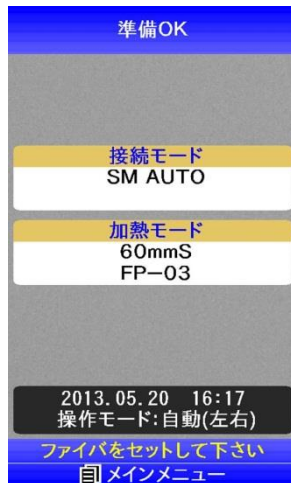 準備OK
接続モード
SM AUTO
加熱モード
60mmS
FP-03
2013.05.20 16:17
操作モード:自動(左右)
ファイバをセットして下さい
メインメニュー